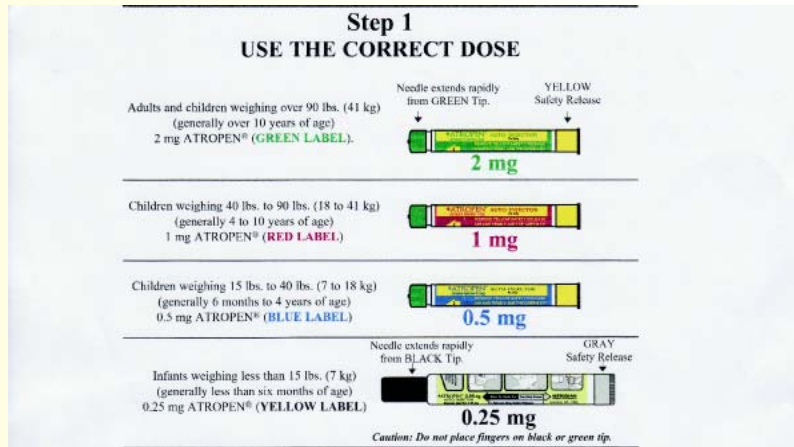 Step 1
USE THE CORRECT DOSE
Needle extends rapidly
from GREEN Tip.
YELLOW
Safety Release
Adults and children weighing over 90 lbs. (41 kg)
(generally over 10 years of age)
2 mg ATROPEN® (GREEN LABEL).
ATROPEN AUTO-INJECTOR
2 mg
Children weighing 40 lbs. to 90 lbs. (18 to 41 kg)
(generally 4 to 10 years of age)
1 mg ATROPEN® (RED LABEL)
ATROPEN AUTO-INJECTOR
1 mg
Children weighing 15 lbs. to 40 lbs. (7 to 18 kg)
(generally 6 months to 4 years of age)
0.5 mg ATROPEN® (BLUE LABEL)
ATROPEN
0.5 mg
Needle extends rapidly
from BLACK Tip.
GRAY
Safety Release
Infants weighing less than 15 lbs. (7 kg)
(generally less than six months of age)
0.25 mg ATROPEN® (YELLOW LABEL)
0.25 mg
Caution: Do not place fingers on black or green tip.